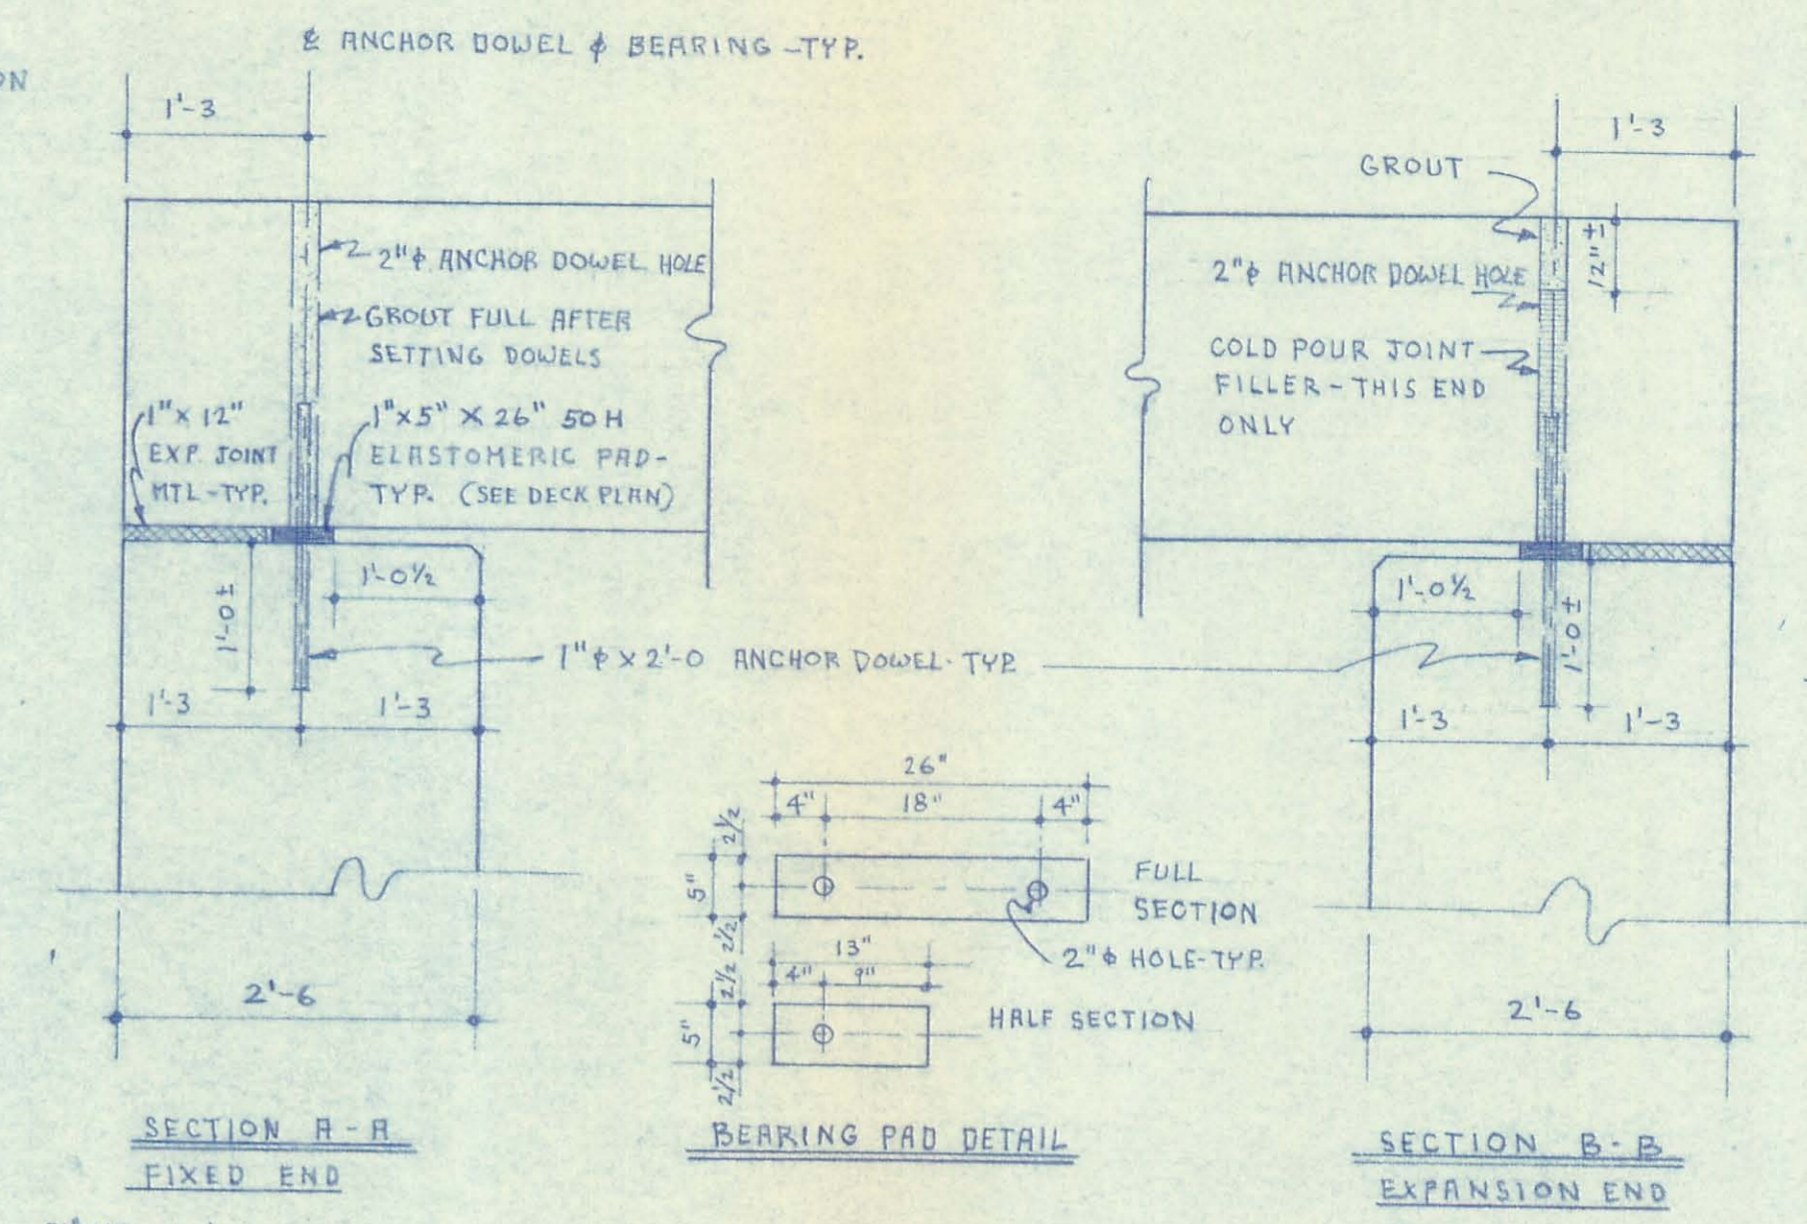 ON
℄ ANCHOR DOWEL & BEARING -TYP.
1'-3
2"ϕ ANCHOR DOWEL HOLE
GROUT FULL AFTER
SETTING DOWELS
1"x 12"
EXP. JOINT
MTL-TYP.
1"x5" x 26" 50 H
ELASTOMERIC PAD-
TYP. (SEE DECK PLAN)
1'-0½
1'-0±
1'-3
1'-3
2'-6
SECTION A-A
FIXED END
1"ϕ x 2'-0 ANCHOR DOWEL-TYP.
26"
4"
18"
4"
2½
5"
2½
FULL
SECTION
2"ϕ HOLE-TYP.
13"
4"
9"
2½
5"
2½
HALF SECTION
BEARING PAD DETAIL
1'-3
GROUT
12"±
2"ϕ ANCHOR DOWEL HOLE
COLD POUR JOINT
FILLER-THIS END
ONLY
1'-0½
1'-0±
1'-3
1'-3
2'-6
SECTION B-B
EXPANSION END